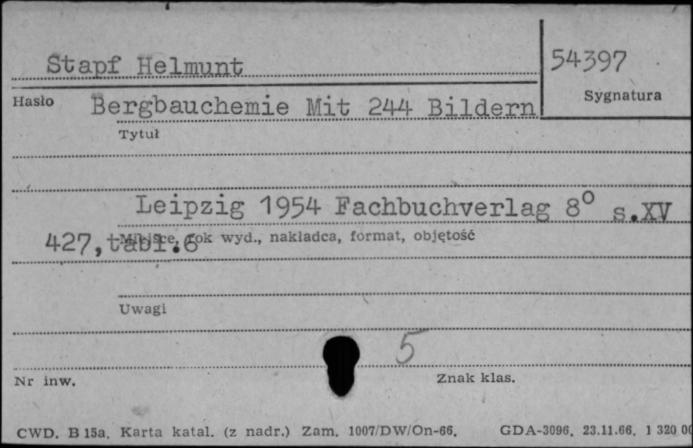 Stapf Helmunt
54397
Hasło
Sygnatura
Bergbauchemie Mit 244 Bildern
Tytuł
Leipzig 1954 Fachbuchverlag 8° s.XV
427,tabl.6
Miejsce, rok wyd., nakładca, format, objętość
Uwagi
5
Nr inw.
Znak klas.
CWD. B 15a. Karta katal. (z nadr.) Zam. 1007/DW/On-66. GDA-3096. 23.11.66. 1 320 00